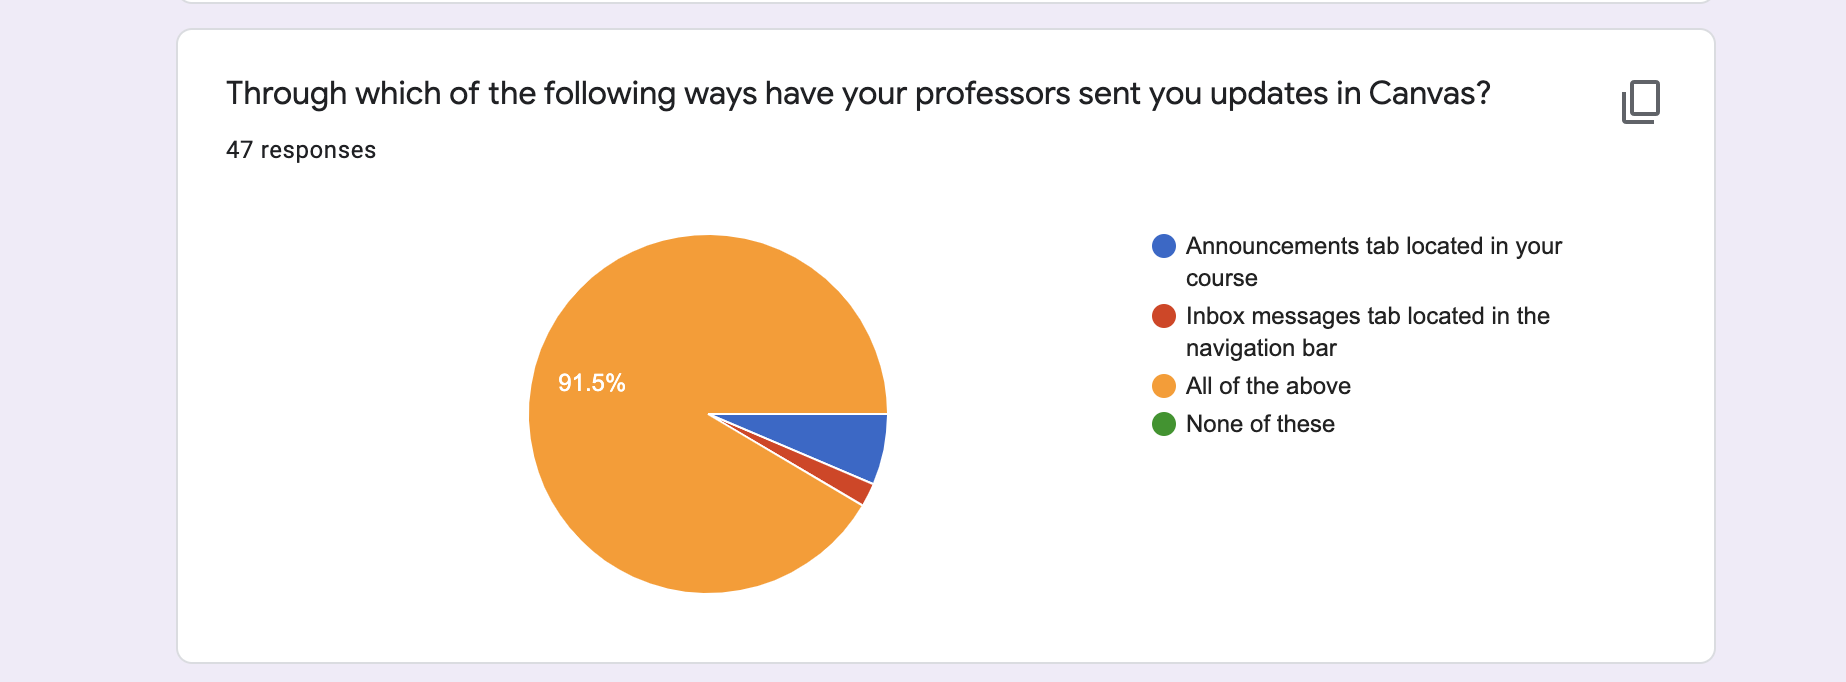 Through which of the following ways have your professors sent you updates in Canvas?
47 responses
91.5%
Announcements tab located in your
course
Inbox messages tab located in the
navigation bar
All of the above
None of these